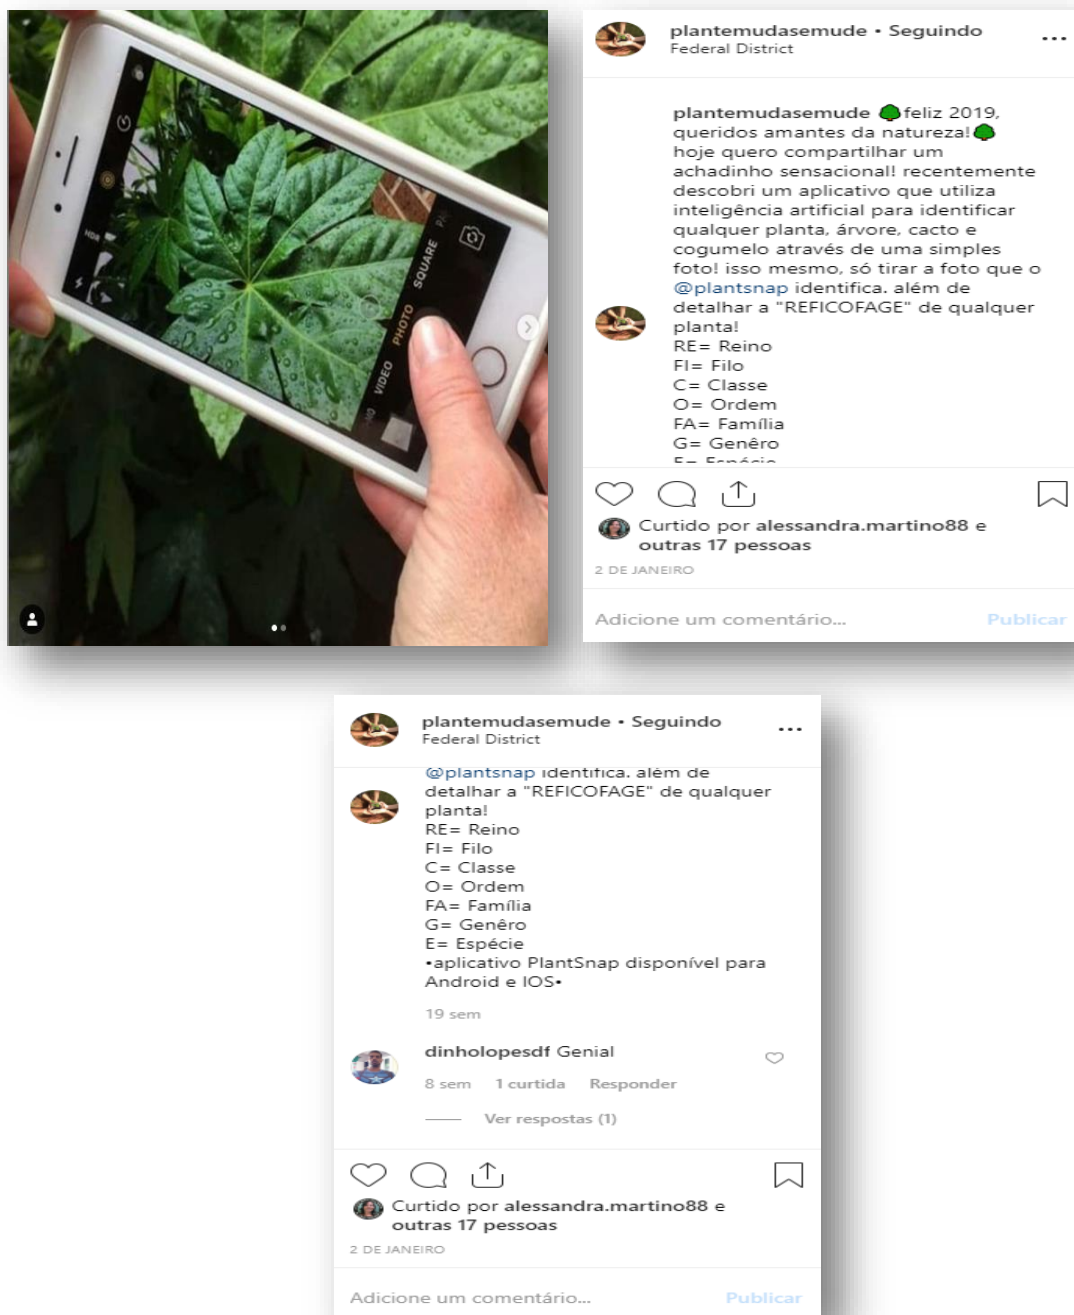 HDR
NO VIDEO PHOTO SQUARE PA
plantemudasemude • Seguindo
Federal District
plantemudasemude 🌳feliz 2019,
queridos amantes da natureza!🌳
hoje quero compartilhar um
achadinho sensacional! recentemente
descobri um aplicativo que utiliza
inteligência artificial para identificar
qualquer planta, árvore, cacto e
cogumelo através de uma simples
foto! isso mesmo, só tirar a foto que o
@plantsnap identifica. além de
detalhar a "REFICOFAGE" de qualquer
planta!
RE= Reino
FI= Filo
C= Classe
O= Ordem
FA= Família
G= Genêro
E= Espécie
Curtido por alessandra.martino88 e
outras 17 pessoas
2 DE JANEIRO
Adicione um comentário... Publicar
plantemudasemude • Seguindo
Federal District
@plantsnap identifica. além de
detalhar a "REFICOFAGE" de qualquer
planta!
RE= Reino
FI= Filo
C= Classe
O= Ordem
FA= Família
G= Genêro
E= Espécie
•aplicativo PlantSnap disponível para
Android e IOS•
19 sem
dinholopesdf Genial
8 sem 1 curtida Responder
Ver respostas (1)
Curtido por alessandra.martino88 e
outras 17 pessoas
2 DE JANEIRO
Adicione um comentário... Publicar